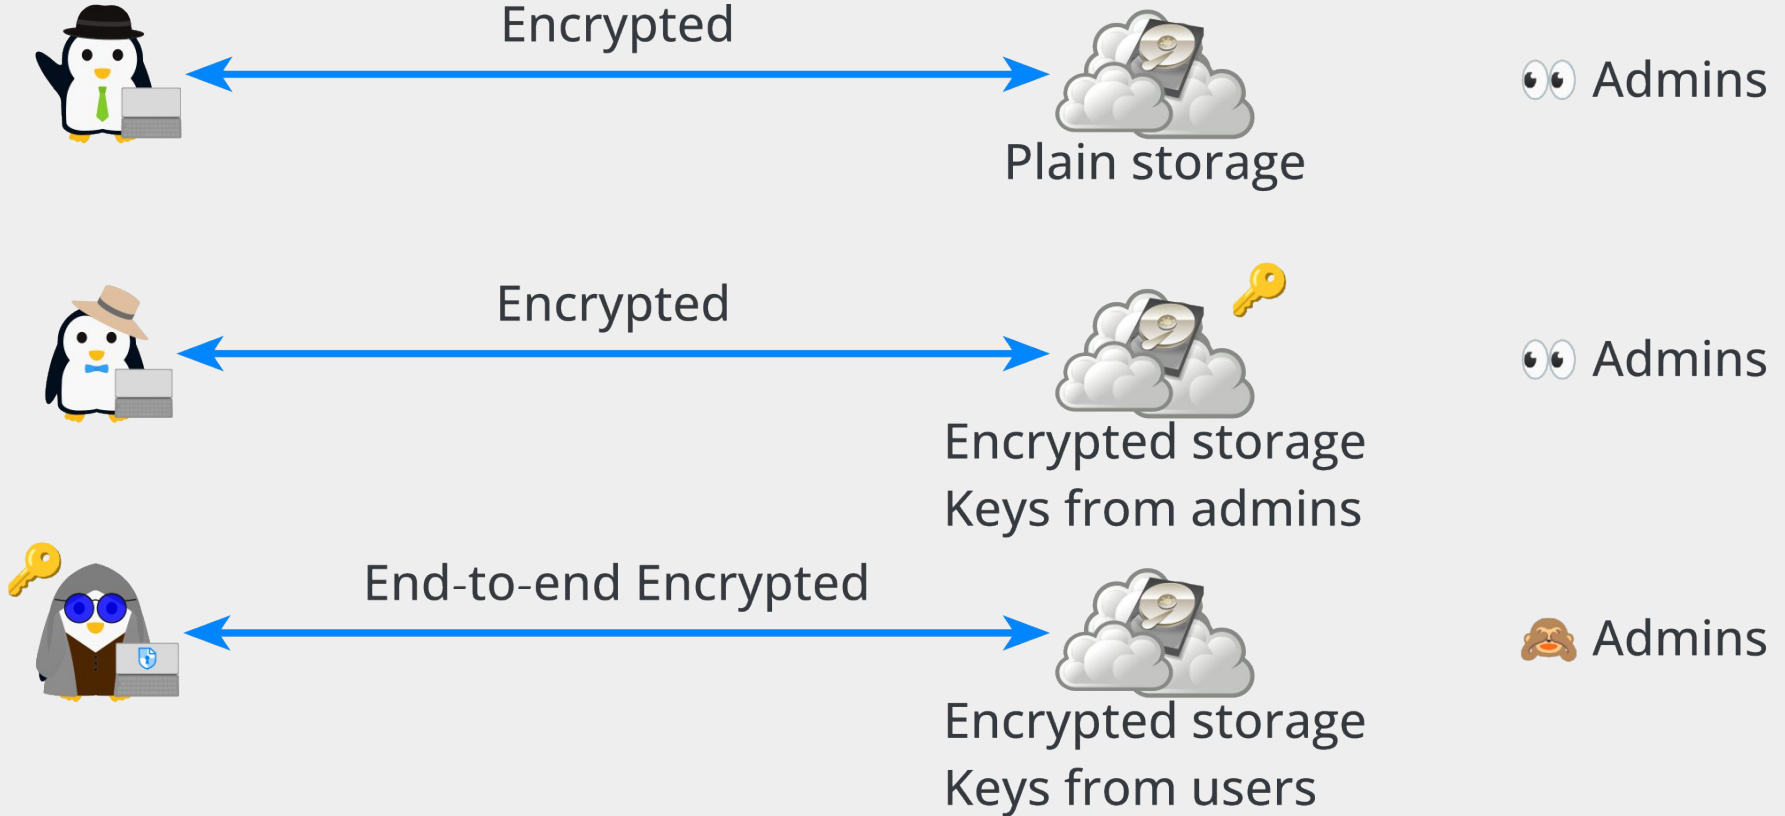 Encrypted
👀 Admins
Plain storage
Encrypted
👀 Admins
Encrypted storage
Keys from admins
End-to-end Encrypted
🙈 Admins
Encrypted storage
Keys from users